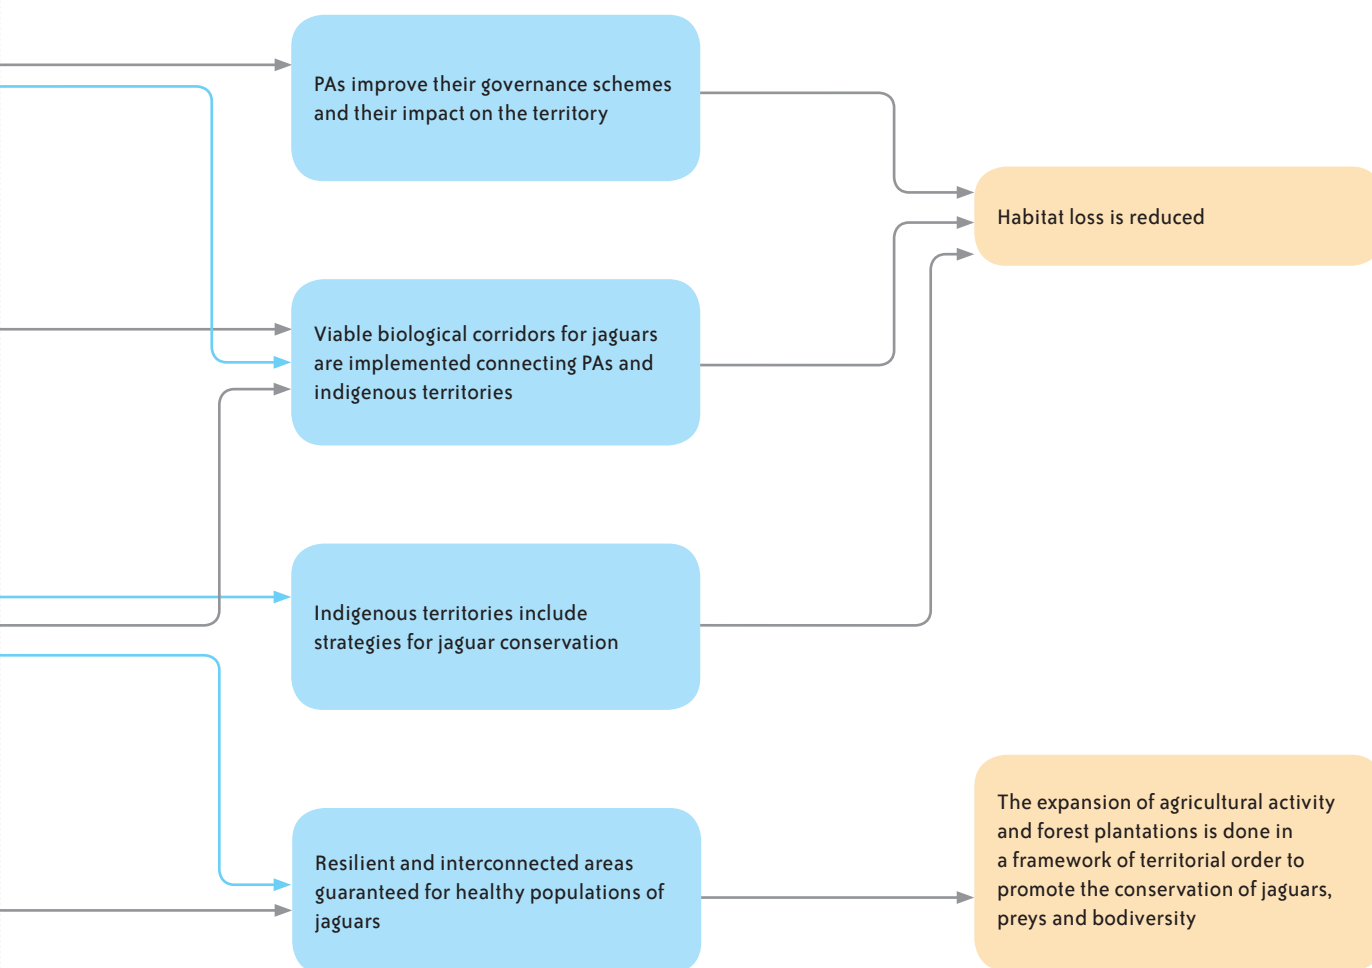 PAs improve their governance schemes
and their impact on the territory
Habitat loss is reduced
Viable biological corridors for jaguars
are implemented connecting PAs and
indigenous territories
Indigenous territories include
strategies for jaguar conservation
Resilient and interconnected areas
guaranteed for healthy populations of
jaguars
The expansion of agricultural activity
and forest plantations is done in
a framework of territorial order to
promote the conservation of jaguars,
preys and bodiversity